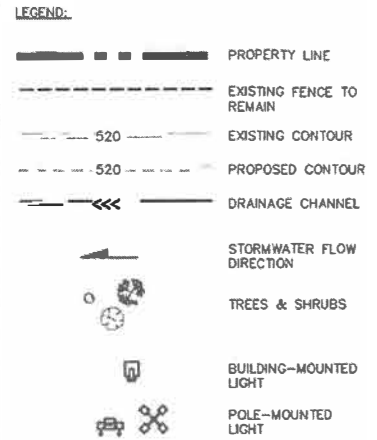 LEGEND:
PROPERTY LINE
EXISTING FENCE TO
REMAIN
520 EXISTING CONTOUR
520 PROPOSED CONTOUR
<<< DRAINAGE CHANNEL
STORMWATER FLOW
DIRECTION
TREES & SHRUBS
BUILDING-MOUNTED
LIGHT
POLE-MOUNTED
LIGHT